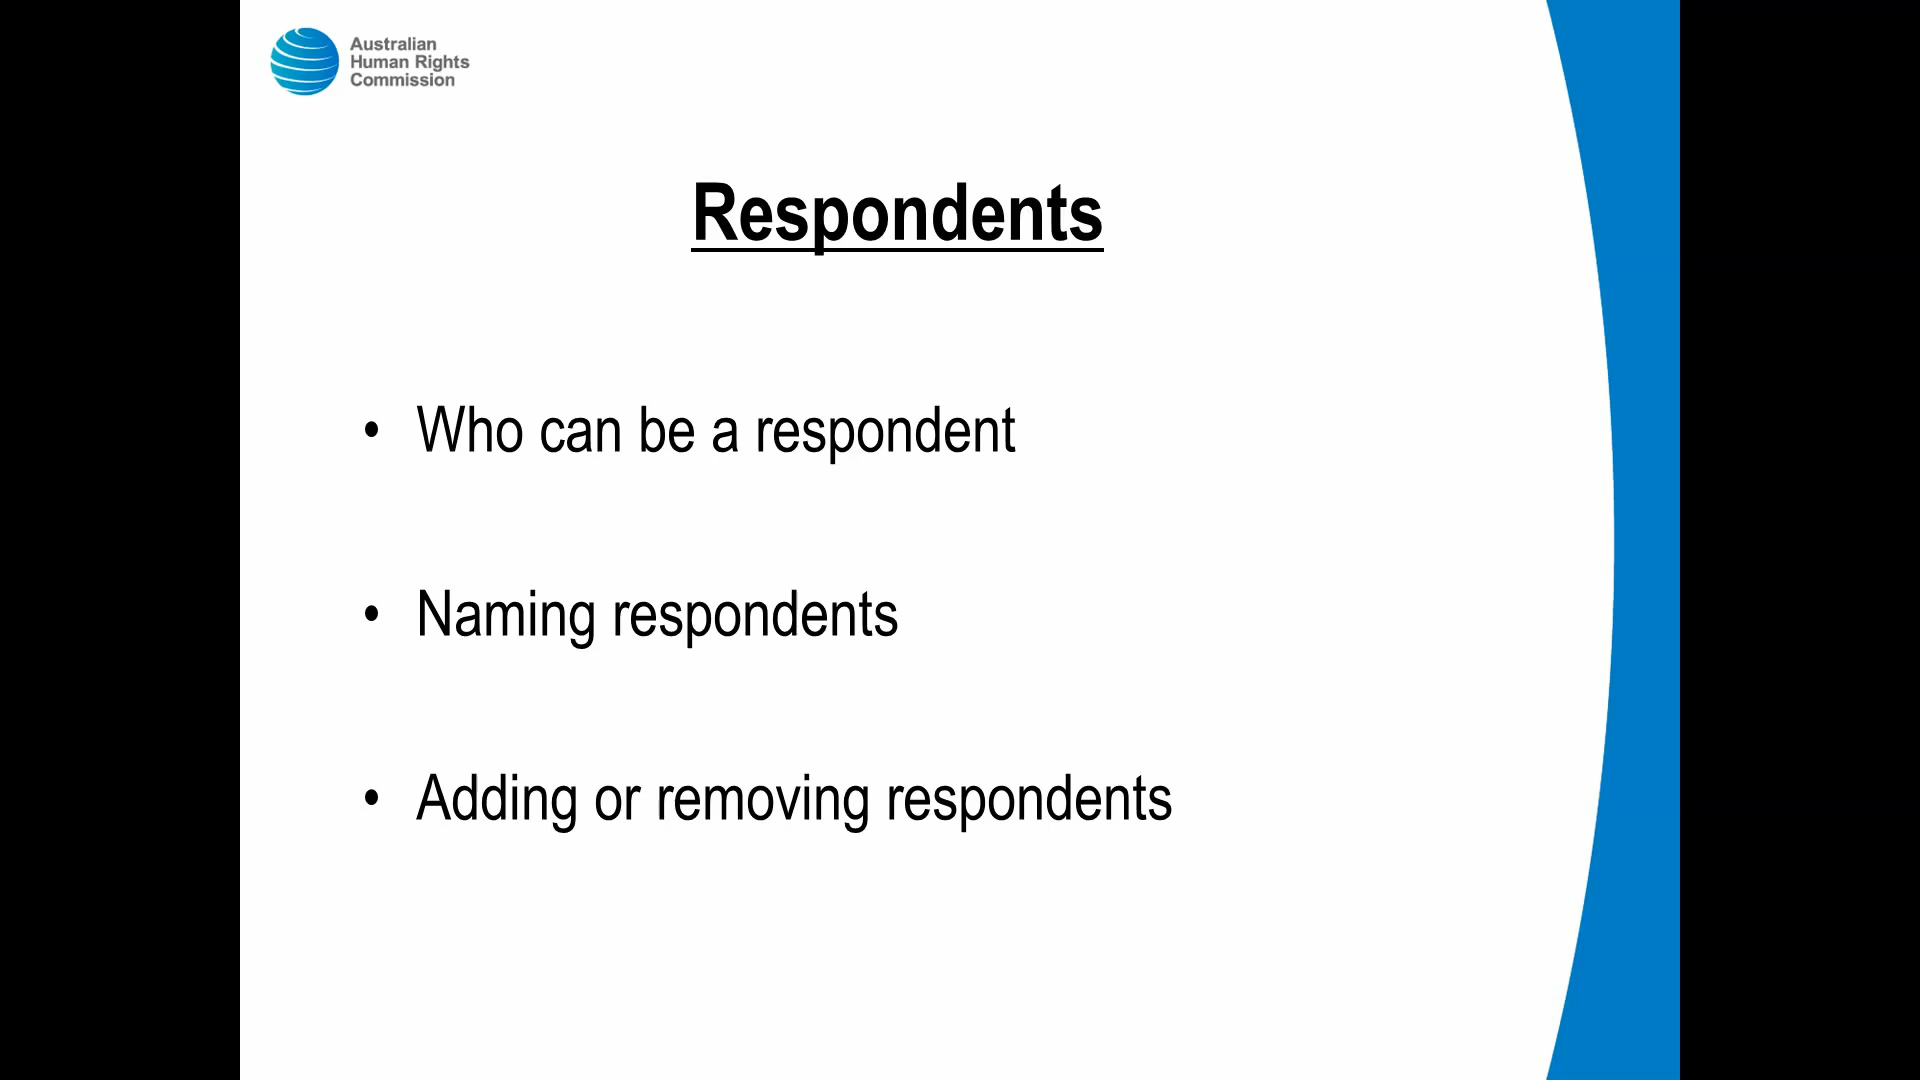 Australian
Human Rights
Commission
Respondents
• Who can be a respondent
• Naming respondents
• Adding or removing respondents